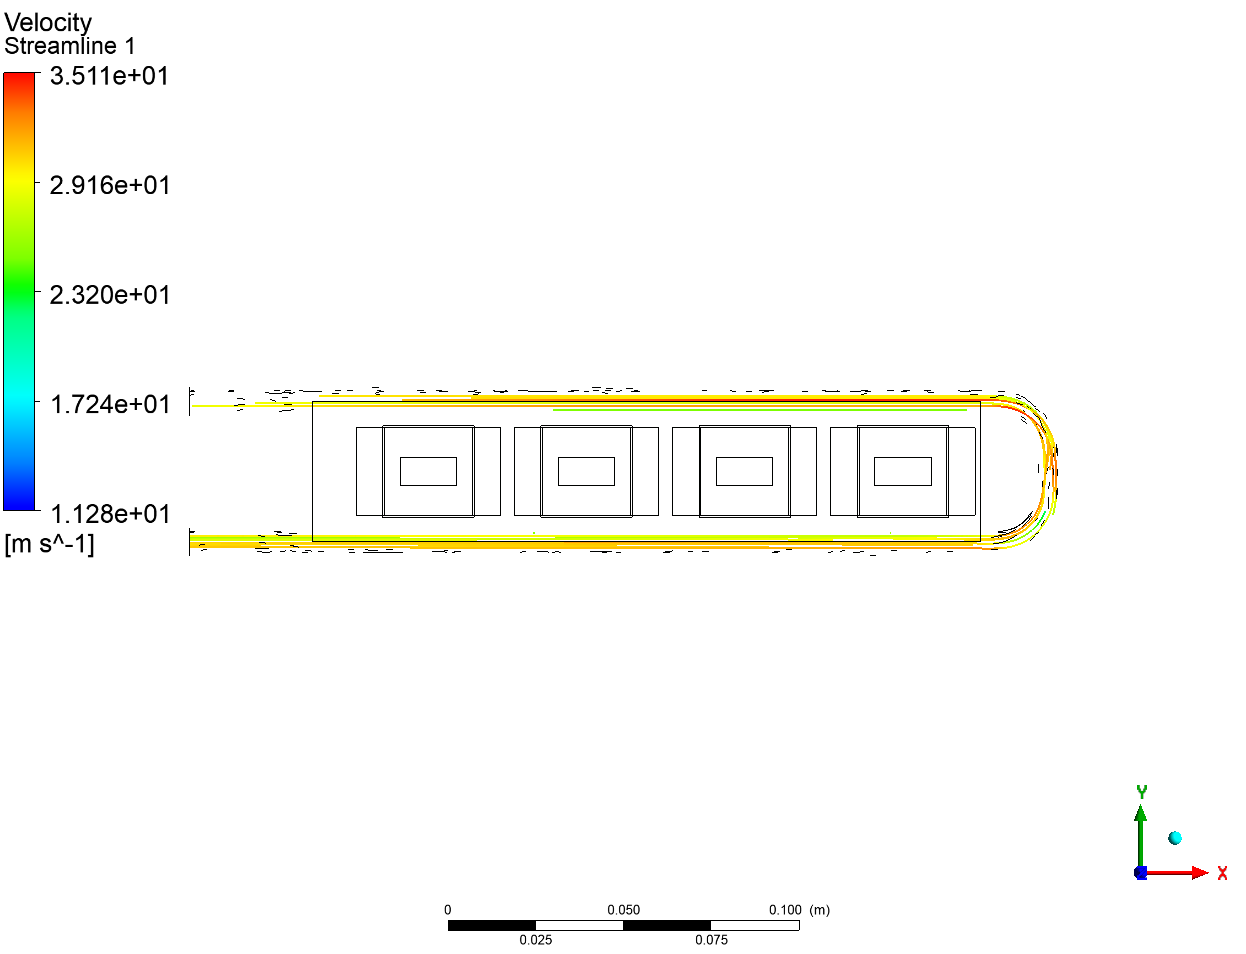 Velocity
Streamline 1
3.511e+01
2.916e+01
2.320e+01
1.724e+01
1.128e+01
[m s^-1]
Y
X
0 0.050 0.100 (m)
0.025 0.075